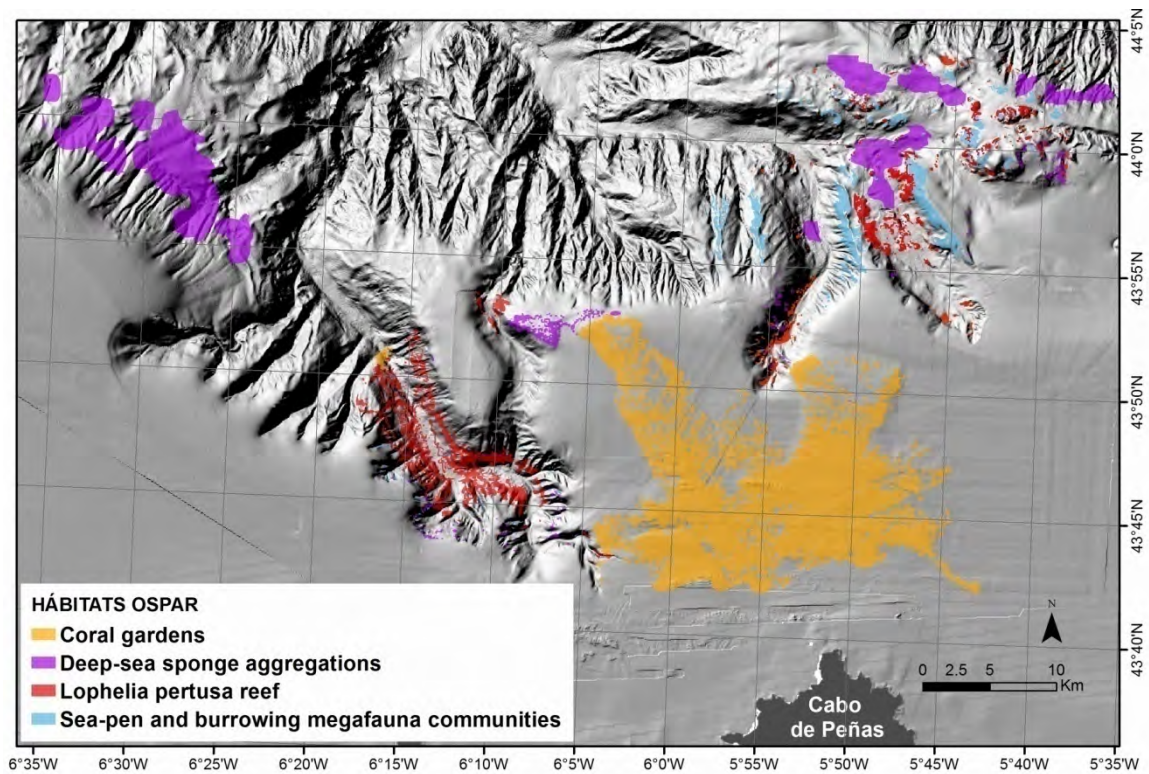 44°5'N
44°0'N
43°55'N
43°50'N
43°45'N
43°40'N
HÁBITATS OSPAR
Coral gardens
Deep-sea sponge aggregations
Lophelia pertusa reef
Sea-pen and burrowing megafauna communities
N
0 2.5 5 10
Km
Cabo
de Peñas
6°35'W 6°30'W 6°25'W 6°20'W 6°15'W 6°10'W 6°5'W 6°0'W 5°55'W 5°50'W 5°45'W 5°40'W 5°35'W